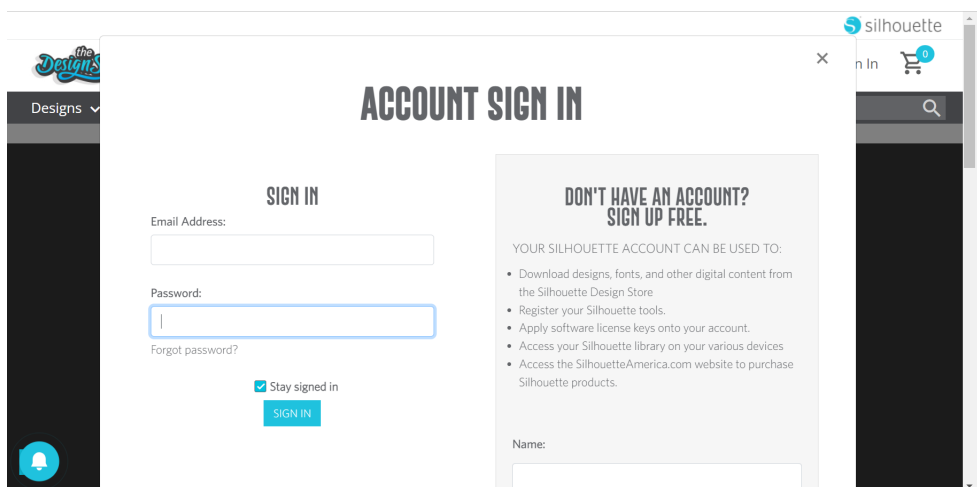 silhouette
the
Design S
n In
0
Designs
ACCOUNT SIGN IN
SIGN IN
Email Address:
Password:
Forgot password?
Stay signed in
SIGN IN
DON'T HAVE AN ACCOUNT?
SIGN UP FREE.
YOUR SILHOUETTE ACCOUNT CAN BE USED TO:
• Download designs, fonts, and other digital content from
the Silhouette Design Store
• Register your Silhouette tools.
• Apply software license keys onto your account.
• Access your Silhouette library on your various devices
• Access the SilhouetteAmerica.com website to purchase
Silhouette products.
Name: